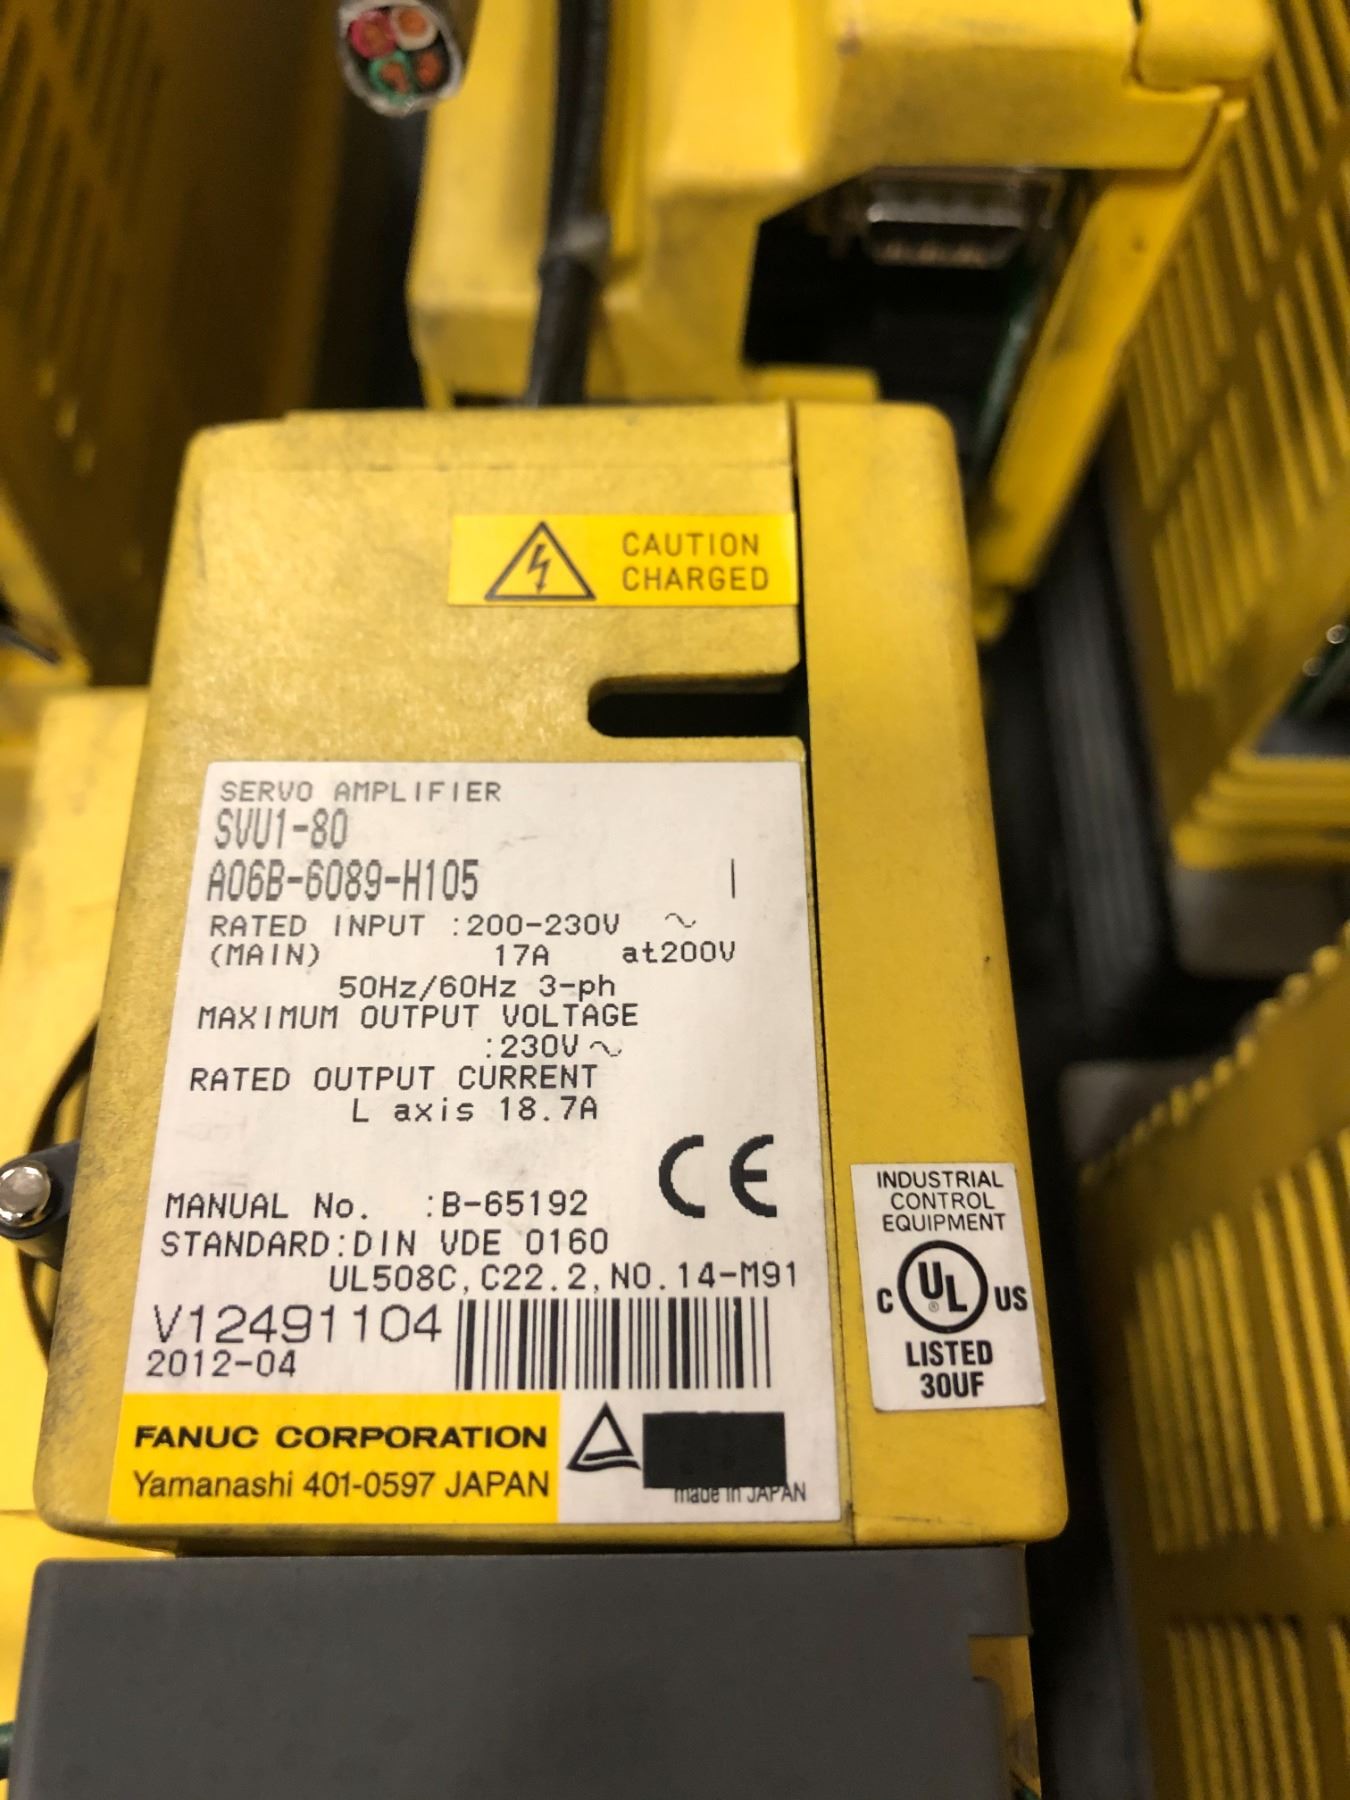 CAUTION
CHARGED
SERVO AMPLIFIER
SVU1-80
A06B-6089-H105 I
RATED INPUT :200-230V ~
(MAIN) 17A at200V
50Hz/60Hz 3-ph
MAXIMUM OUTPUT VOLTAGE
:230V~
RATED OUTPUT CURRENT
L axis 18.7A
CE
MANUAL No. :B-65192
STANDARD:DIN VDE 0160
UL508C,C22.2,NO.14-M91
V12491104
2012-04
FANUC CORPORATION
Yamanashi 401-0597 JAPAN
made in JAPAN
INDUSTRIAL
CONTROL
EQUIPMENT
C UL ® US
LISTED
30UF